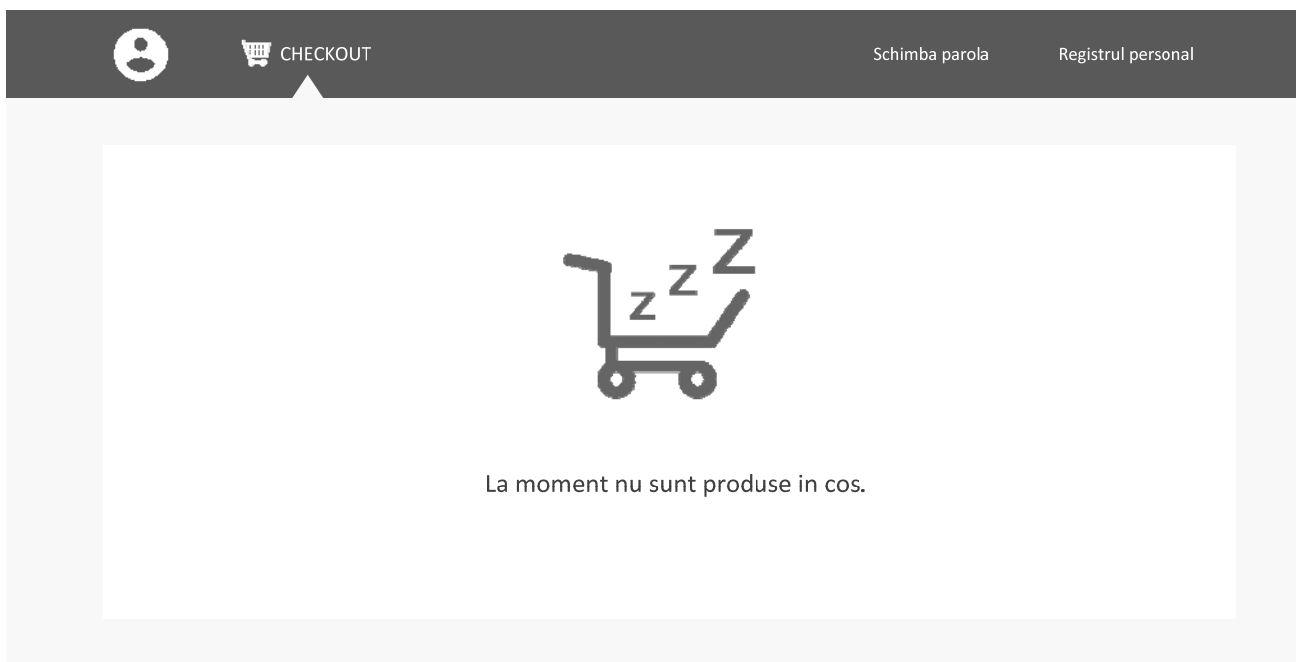 CHECKOUT
Schimba parola
Registrul personal
z z Z
La moment nu sunt produse in cos.